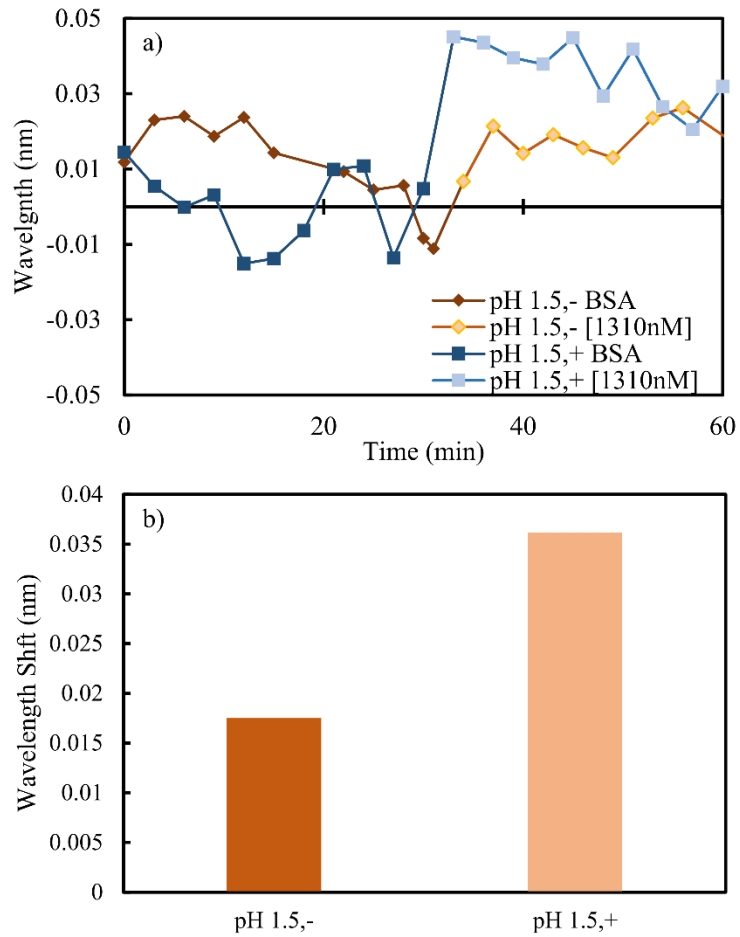 a)
0.05
0.03
0.01
-0.01
-0.03
-0.05
Wavelgnth (nm)
pH 1.5,- BSA
pH 1.5,- [1310nM]
pH 1.5,+ BSA
pH 1.5,+ [1310nM]
0 20 40 60
Time (min)
b)
0.04
0.035
0.03
0.025
0.02
0.015
0.01
0.005
0
Wavelength Shft (nm)
pH 1.5,- pH 1.5,+